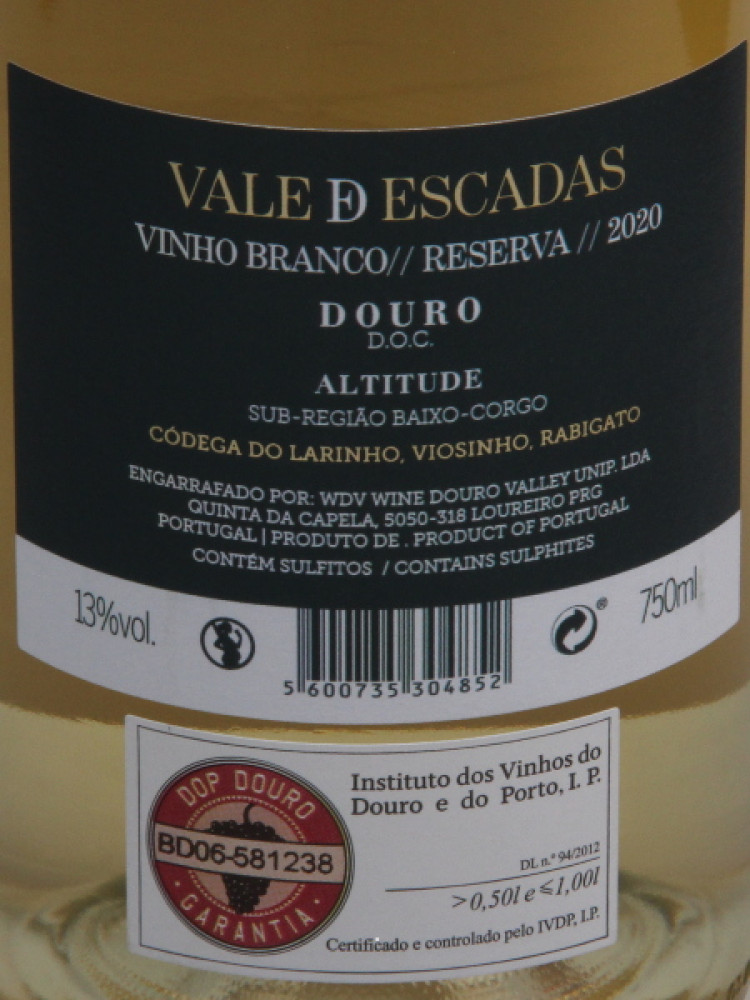 VALE DE ESCADAS
VINHO BRANCO// RESERVA // 2020
DOURO
D.O.C.
ALTITUDE
SUB-REGIÃO BAIXO-CORGO
CÓDEGA DO LARINHO, VIOSINHO, RABIGATO
ENGARRAFADO POR: WDV WINE DOURO VALLEY UNIP. LDA
QUINTA DA CAPELA, 5050-318 LOUREIRO PRG
PORTUGAL | PRODUTO DE . PRODUCT OF PORTUGAL
CONTÉM SULFITOS / CONTAINS SULPHITES
13%vol.
®
750ml
5 600735 304852
DOP DOURO
BD06-581238
GARANTIA
Instituto dos Vinhos do
Douro e do Porto, I. P.
DL n.º 94/2012
>0,50l e ≤1,00l
Certificado e controlado pelo IVDP, I.P.